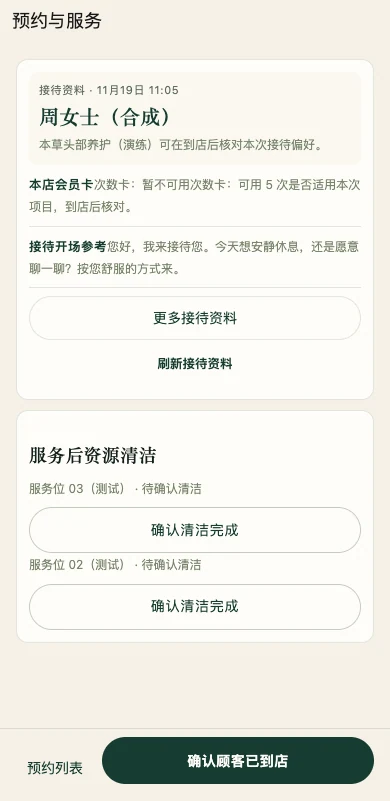 预约与服务
接待资料 · 11月19日 11:05
周女士（合成）
本草头部养护（演练）可在到店后核对本次接待偏好。
本店会员卡次数卡：暂不可用次数卡：可用 5 次是否适用本次
项目，到店后核对。
接待开场参考您好，我来接待您。今天想安静休息，还是愿意
聊一聊？按您舒服的方式来。
更多接待资料
刷新接待资料
服务后资源清洁
服务位 03（测试） · 待确认清洁
确认清洁完成
服务位 02（测试） · 待确认清洁
确认清洁完成
预约列表
确认顾客已到店